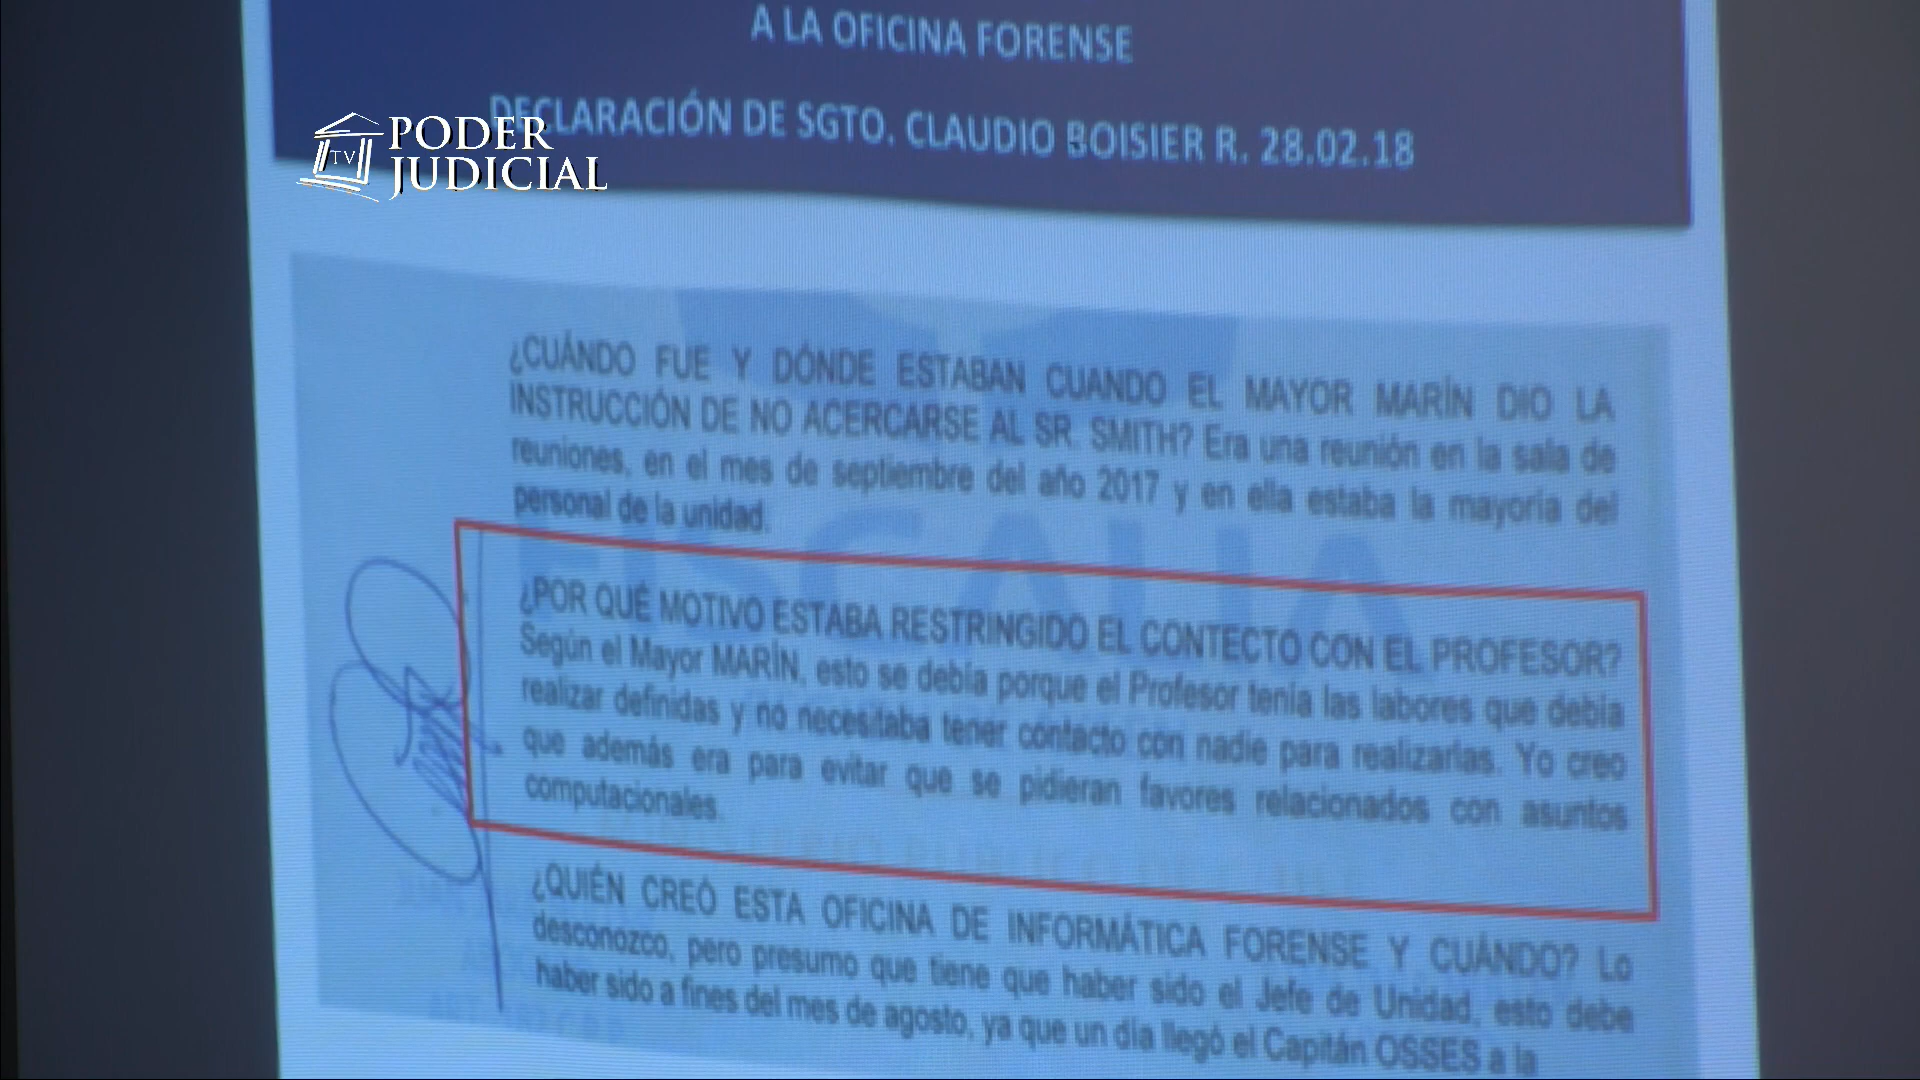 A LA OFICINA FORENSE
DECLARACIÓN DE SGTO. CLAUDIO BOISIER R. 28.02.18
PODER
JUDICIAL
TV
¿CUÁNDO FUE Y DÓNDE ESTABAN CUANDO EL MAYOR MARÍN DIO LA
INSTRUCCIÓN DE NO ACERCARSE AL SR. SMITH? Era una reunión en la sala de
reuniones, en el mes de septiembre del año 2017 y en ella estaba la mayoría del
personal de la unidad.
FISCALIA
¿POR QUÉ MOTIVO ESTABA RESTRINGIDO EL CONTECTO CON EL PROFESOR?
Según el Mayor MARÍN, esto se debía porque el Profesor tenía las labores que debía
realizar definidas y no necesitaba tener contacto con nadie para realizarlas. Yo creo
que además era para evitar que se pidieran favores relacionados con asuntos
computacionales.
¿QUIÉN CREÓ ESTA OFICINA DE INFORMÁTICA FORENSE Y CUÁNDO? Lo
desconozco, pero presumo que tiene que haber sido el Jefe de Unidad, esto debe
haber sido a fines del mes de agosto, ya que un día llegó el Capitán OSSES a la